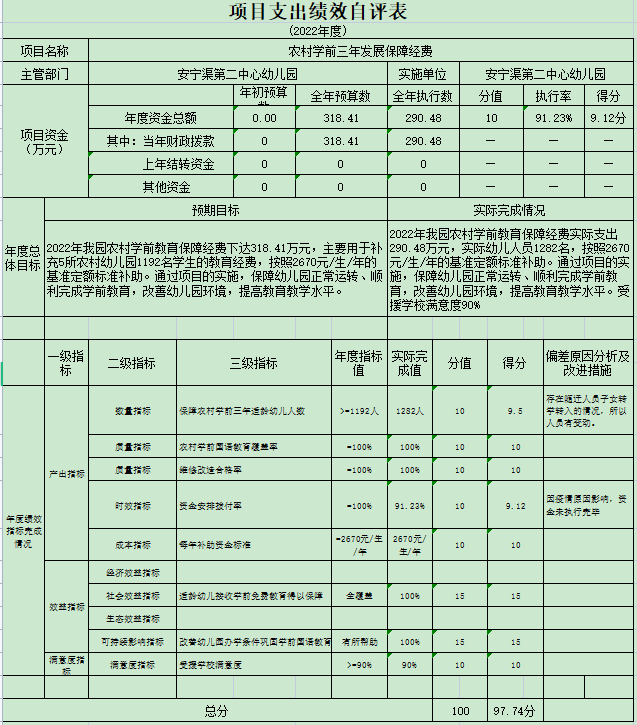 项目支出绩效自评表
(2022年度)
项目名称 农村学前三年发展保障经费
主管部门 安宁渠第二中心幼儿园 实施单位 安宁渠第二中心幼儿园
项目资金（万元） 年初预算数 全年预算数 全年执行数 分值 执行率 得分
年度资金总额 0.00 318.41 290.48 10 91.23% 9.12分
其中：当年财政拨款 0 318.41 290.48 — — —
上年结转资金 0 0 0 — — —
其他资金 0 0 0 — — —
年度总体目标 预期目标 实际完成情况
2022年我园农村学前教育保障经费下达318.41万元，主要用于补
充5所农村幼儿园1192名学生的教育经费，按照2670元/生/年的
基准定额标准补助。通过项目的实施，保障幼儿园正常运转、顺
利完成学前教育，改善幼儿园环境，提高教育教学水平。
2022年我园农村学前教育保障经费实际支出
290.48万元，实际幼儿人员1282名，按照2670
元/生/年的基准定额标准补助。通过项目的实
施，保障幼儿园正常运转、顺利完成学前教
育，改善幼儿园环境，提高教育教学水平。受
援学校满意度90%
一级指标 二级指标 三级指标 年度指标值 实际完成值 分值 得分 偏差原因分析及改进措施
年度绩效指标完成情况
产出指标
数量指标 保障农村学前三年适龄幼儿人数 >=1192人 1282人 10 9.5 存在随迁人员子女转学转入的情况，所以人员有变动。
质量指标 农村学前国语教育覆盖率 =100% 100% 10 10
质量指标 维修改造合格率 =100% 100% 10 10
时效指标 资金安排拨付率 =100% 91.23% 10 9.12 因疫情原因影响，资金未执行完毕
成本指标 每年补助资金标准 =2670元/生/年 2670元/生/年 10 10
效益指标
经济效益指标
社会效益指标 适龄幼儿接收学前免费教育得以保障 全覆盖 100% 15 15
生态效益指标
可持续影响指标 改善幼儿园办学条件巩固学前国语教育 有所帮助 100% 15 15
满意度指标 满意度指标 受援学校满意度 >=90% 90% 10 10
总分 100 97.74分